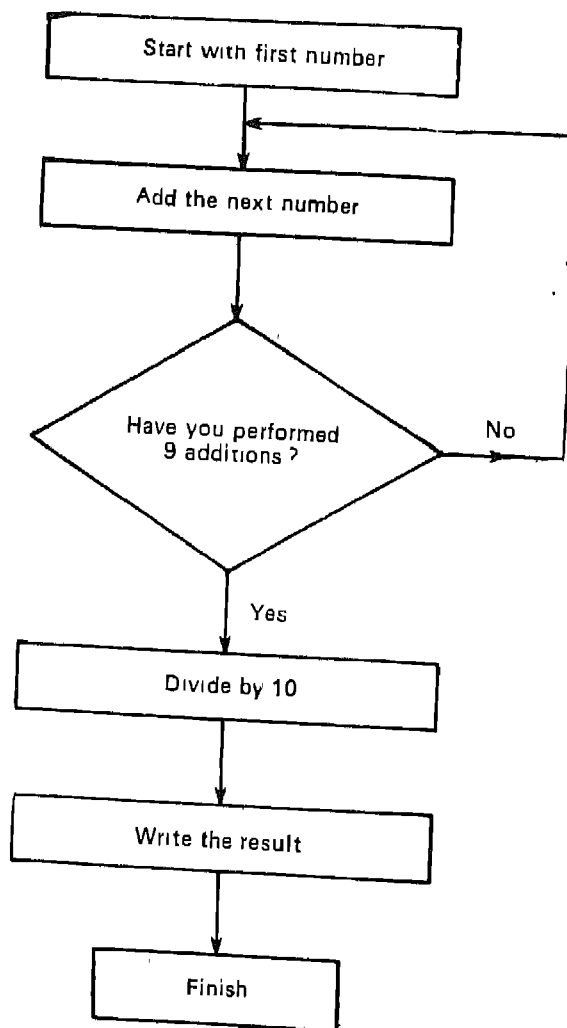 Start with first number
Add the next number
Have you performed
9 additions ?
No
Yes
Divide by 10
Write the result
Finish